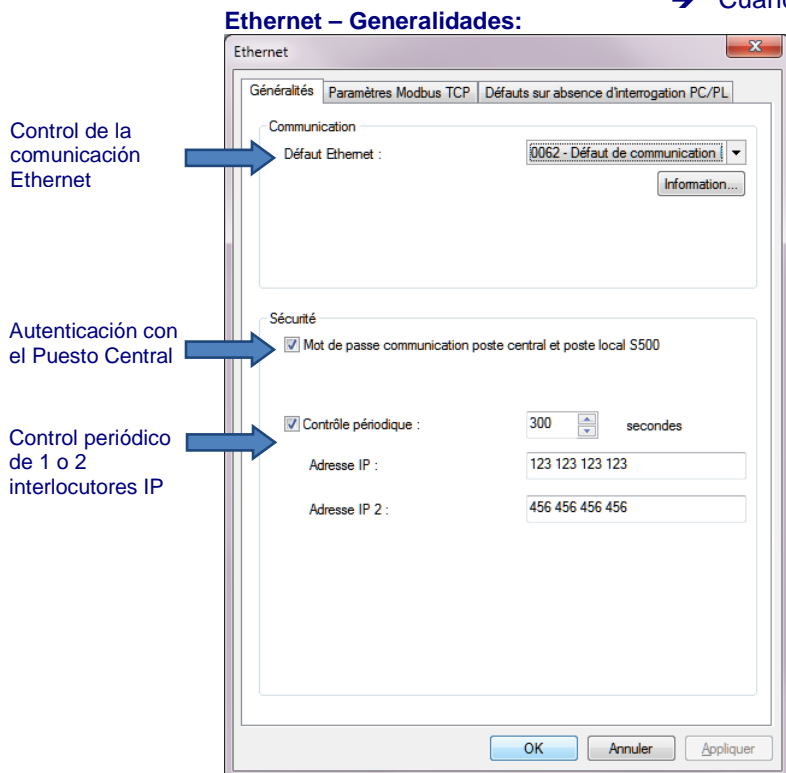 Cuand
Ethernet – Generalidades:
Ethernet
Généralités
Paramètres Modbus TCP
Défauts sur absence d'interrogation PC/PL
Control de la
comunicación
Ethernet
Communication
Défaut Ethernet :
0062 - Défaut de communication
Information...
Autenticación con
el Puesto Central
Sécurité
Mot de passe communication poste central et poste local S500
Control periódico
de 1 o 2
interlocutores IP
Contrôle périodique :
300
secondes
Adresse IP :
123 123 123 123
Adresse IP 2 :
456 456 456 456
OK
Annuler
Appliquer